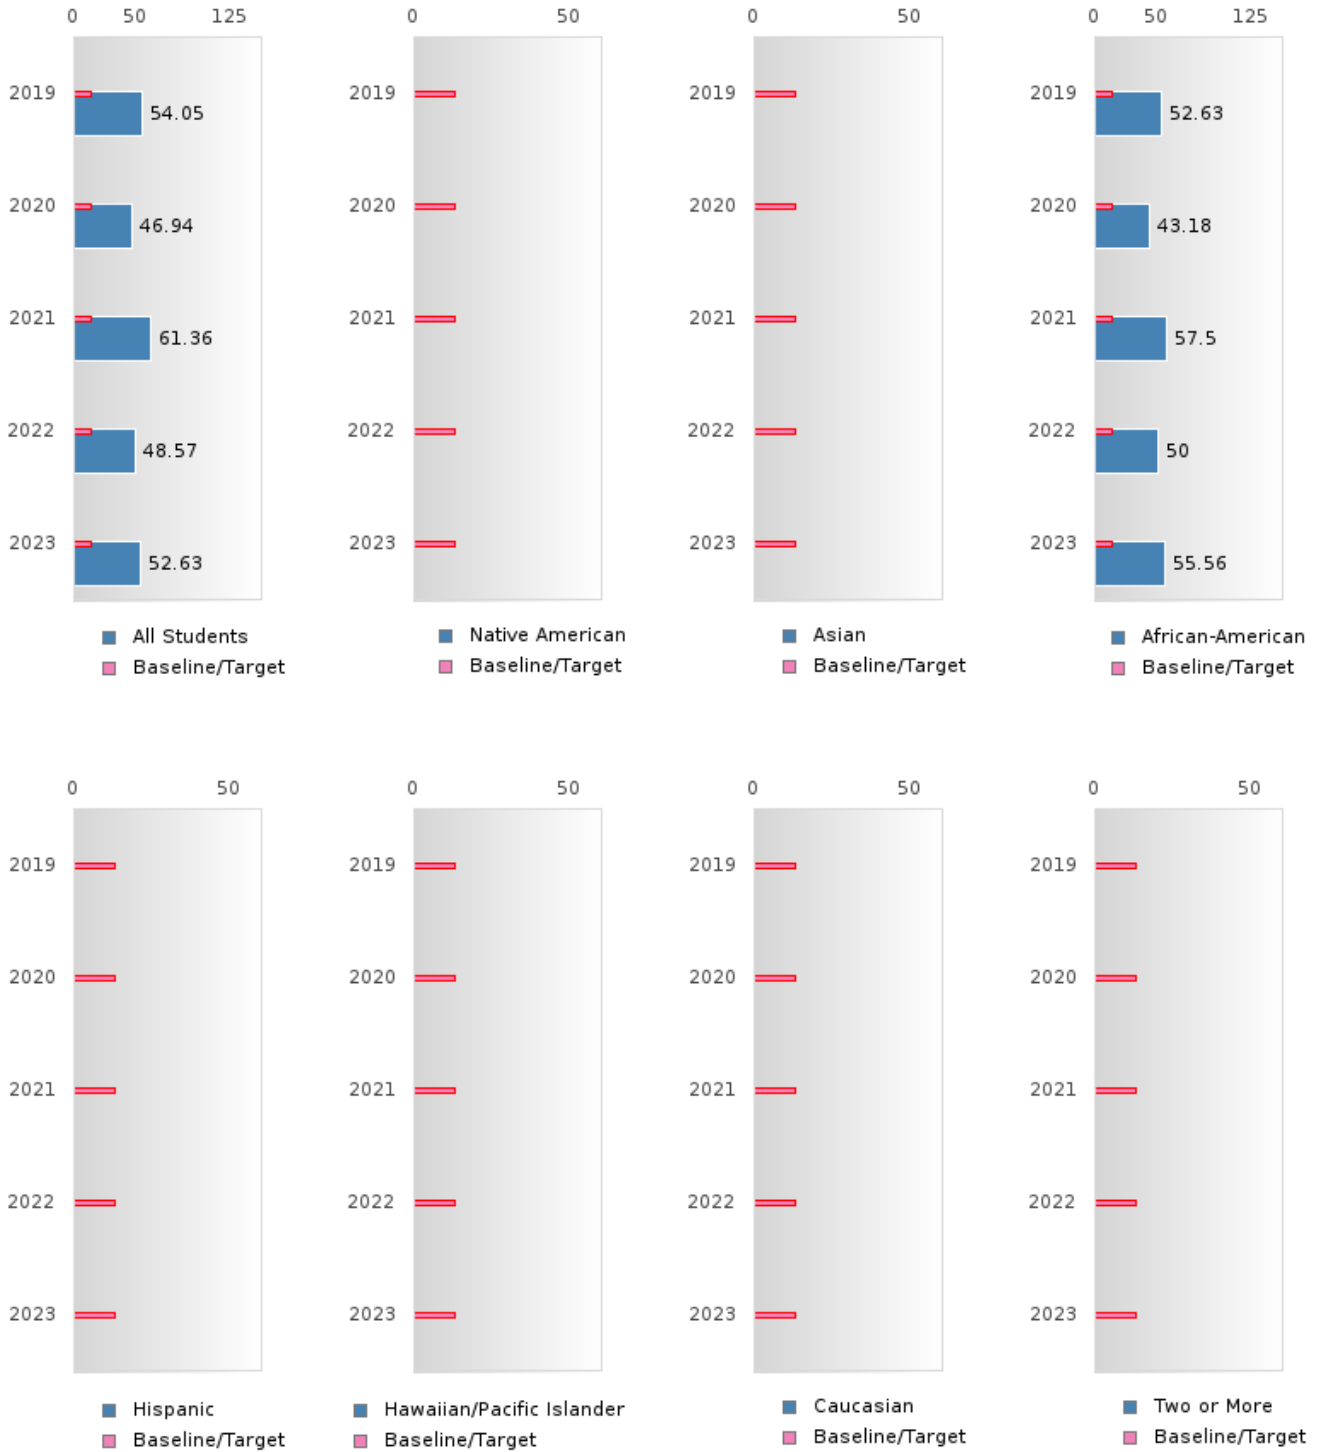 0 50 125
2019 54.05
2020 46.94
2021 61.36
2022 48.57
2023 52.63
All Students
Baseline/Target
0 50
2019
2020
2021
2022
2023
Native American
Baseline/Target
0 50
2019
2020
2021
2022
2023
Asian
Baseline/Target
0 50 125
2019 52.63
2020 43.18
2021 57.5
2022 50
2023 55.56
African-American
Baseline/Target
0 50
2019
2020
2021
2022
2023
Hispanic
Baseline/Target
0 50
2019
2020
2021
2022
2023
Hawaiian/Pacific Islander
Baseline/Target
0 50
2019
2020
2021
2022
2023
Caucasian
Baseline/Target
0 50
2019
2020
2021
2022
2023
Two or More
Baseline/Target